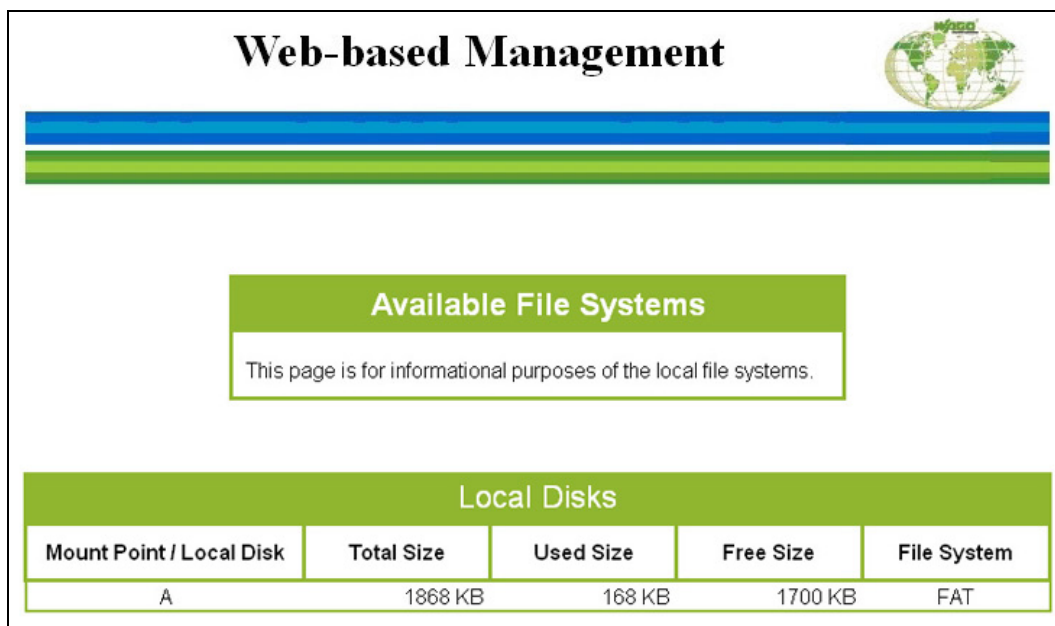 Web-based Management
WAGO
Available File Systems
This page is for informational purposes of the local file systems.
Local Disks
Mount Point / Local Disk Total Size Used Size Free Size File System
A 1868 KB 168 KB 1700 KB FAT